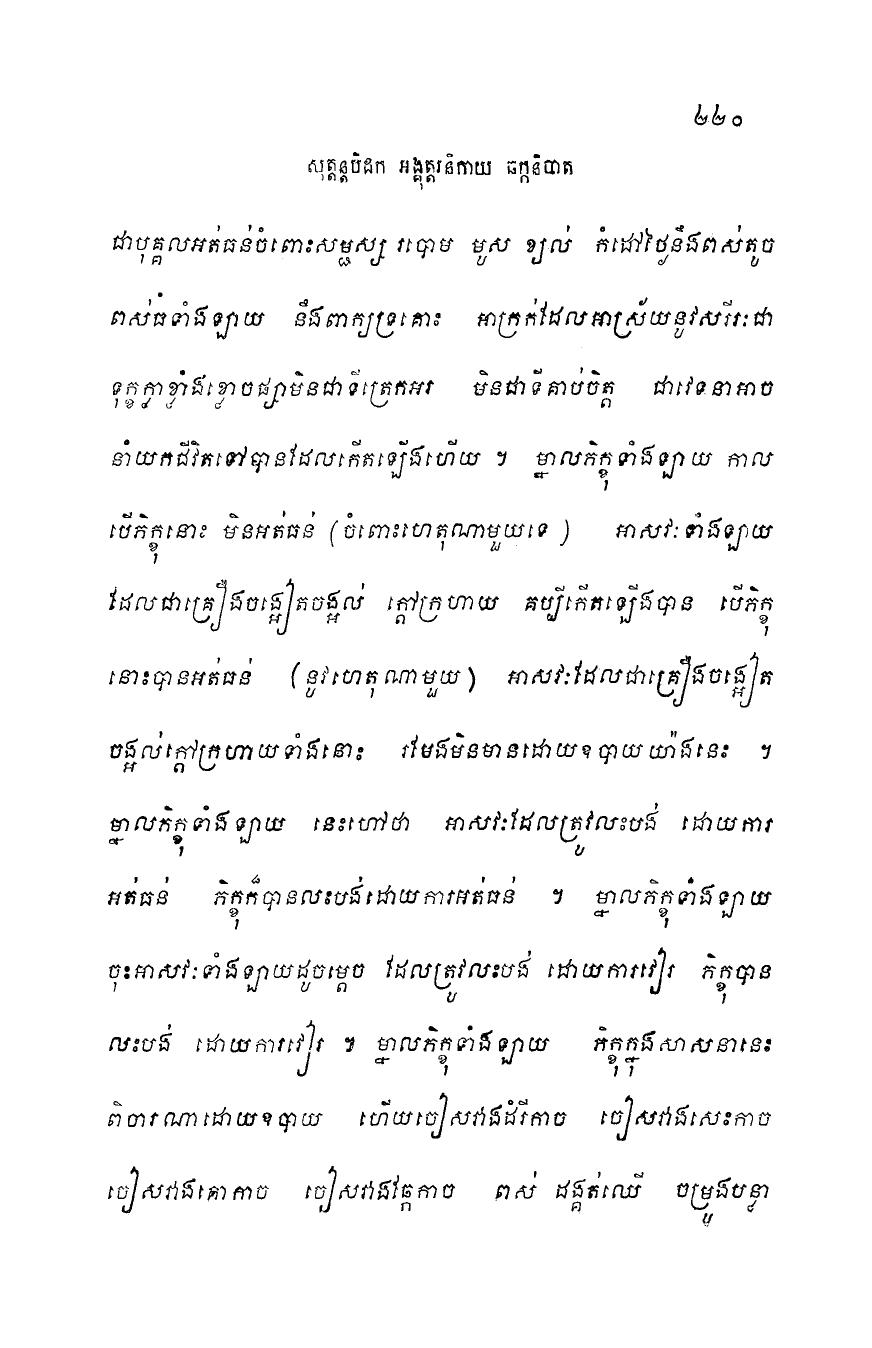 ២២០
សុត្តន្តបិដក អង្គុត្តរនិកាយ ឆក្កនិបាត
ជាបុគ្គលអត់ធន់ចំពោះសម្ផស្ស របោម មូស ខ្យល់ កំដៅថ្ងៃនឹងពស់តូច
ពស់ធំទាំងឡាយ នឹងពាក្យទ្រគោះ អាក្រក់ដែលអាស្រ័យនូវសរីរៈជា
ទុក្ខក្លាខ្លាំងខ្លោចផ្សាមិនជាទីត្រេកអរ មិនជាទីគាប់ចិត្ត ជាវេទនាអាច
នាំយកជីវិតទៅបានដែលកើតឡើងហើយ ។ ម្នាលភិក្ខុទាំងឡាយ កាល
បើភិក្ខុនោះ មិនអត់ធន់ (ចំពោះហេតុណាមួយទេ) អាសវៈទាំងឡាយ
ដែលជាគ្រឿងចង្អៀតចង្អល់ ក្តៅក្រហាយ គប្បីកើតឡើងបាន បើភិក្ខុ
នោះបានអត់ធន់ (នូវហេតុណាមួយ) អាសវៈដែលជាគ្រឿងចង្អៀត
ចង្អល់ក្តៅក្រហាយទាំងនោះ រមែងមិនមានដោយឧបាយយ៉ាងនេះ ។
ម្នាលភិក្ខុទាំងឡាយ នេះហៅថា អាសវៈដែលត្រូវលះបង់ ដោយការ
អត់ធន់ ភិក្ខុក៏បានលះបង់ដោយការអត់ធន់ ។ ម្នាលភិក្ខុទាំងឡាយ
ចុះអាសវៈទាំងឡាយដូចម្តេច ដែលត្រូវលះបង់ ដោយការវៀរ ភិក្ខុបាន
លះបង់ ដោយការវៀរ ។ ម្នាលភិក្ខុទាំងឡាយ ភិក្ខុក្នុងសាសនានេះ
ពិចារណាដោយឧបាយ ហើយចៀសវាងដំរីកាច ចៀសវាងសេះកាច
ចៀសវាងគោកាច ចៀសវាងឆ្កែកាច ពស់ ដង្គត់ឈើ ចម្រូងបន្លា